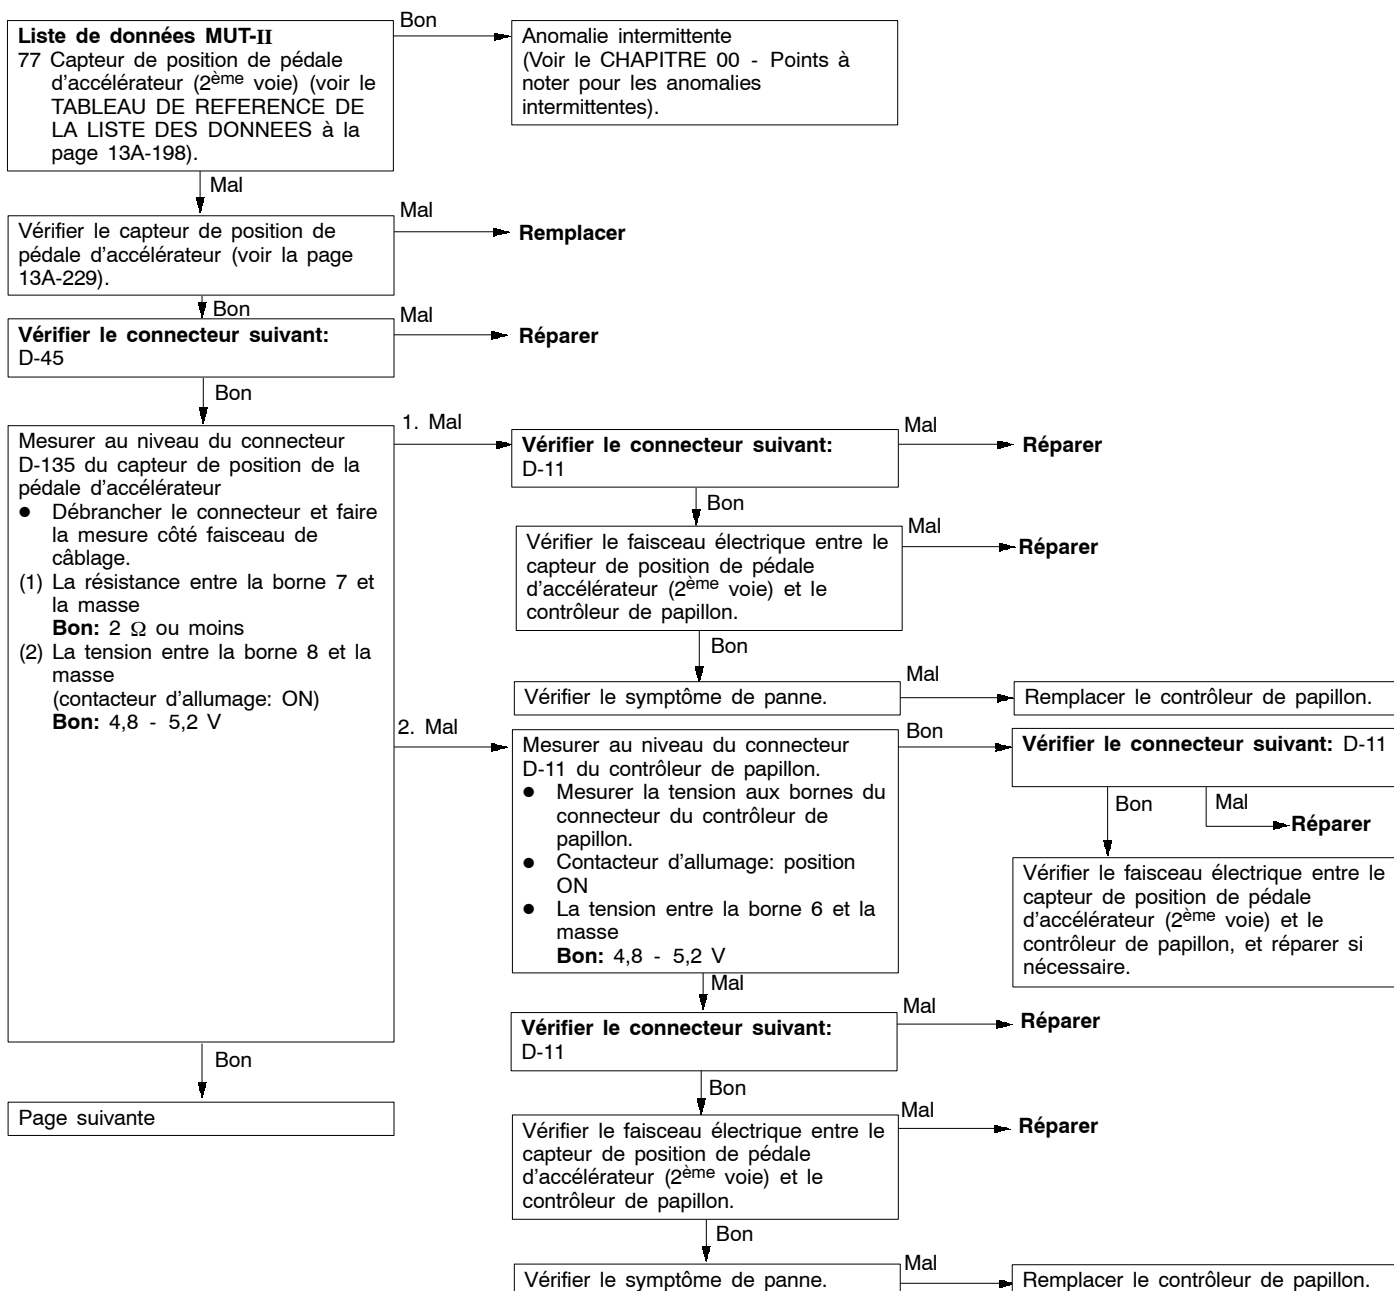 Liste de données MUT-II
77 Capteur de position de pédale
d'accélérateur (2ème voie) (voir le
TABLEAU DE REFERENCE DE
LA LISTE DES DONNEES à la
page 13A-198).
Bon
Anomalie intermittente
(Voir le CHAPITRE 00 - Points à
noter pour les anomalies
intermittentes).
Mal
Vérifier le capteur de position de
pédale d'accélérateur (voir la page
13A-229).
Mal
Remplacer
Bon
Vérifier le connecteur suivant:
D-45
Mal
Réparer
Bon
Mesurer au niveau du connecteur
D-135 du capteur de position de la
pédale d'accélérateur
● Débrancher le connecteur et faire
la mesure côté faisceau de
câblage.
(1) La résistance entre la borne 7 et
la masse
Bon: 2 Ω ou moins
(2) La tension entre la borne 8 et la
masse
(contacteur d'allumage: ON)
Bon: 4,8 - 5,2 V
1. Mal
Vérifier le connecteur suivant:
D-11
Mal
Réparer
Bon
Vérifier le faisceau électrique entre le
capteur de position de pédale
d'accélérateur (2ème voie) et le
contrôleur de papillon.
Mal
Réparer
Bon
Vérifier le symptôme de panne.
Mal
Remplacer le contrôleur de papillon.
2. Mal
Mesurer au niveau du connecteur
D-11 du contrôleur de papillon.
● Mesurer la tension aux bornes du
connecteur du contrôleur de
papillon.
● Contacteur d'allumage: position
ON
● La tension entre la borne 6 et la
masse
Bon: 4,8 - 5,2 V
Bon
Vérifier le connecteur suivant: D-11
Bon
Mal
Réparer
Vérifier le faisceau électrique entre le
capteur de position de pédale
d'accélérateur (2ème voie) et le
contrôleur de papillon, et réparer si
nécessaire.
Mal
Vérifier le connecteur suivant:
D-11
Mal
Réparer
Bon
Page suivante
Bon
Vérifier le faisceau électrique entre le
capteur de position de pédale
d'accélérateur (2ème voie) et le
contrôleur de papillon.
Mal
Réparer
Bon
Vérifier le symptôme de panne.
Mal
Remplacer le contrôleur de papillon.